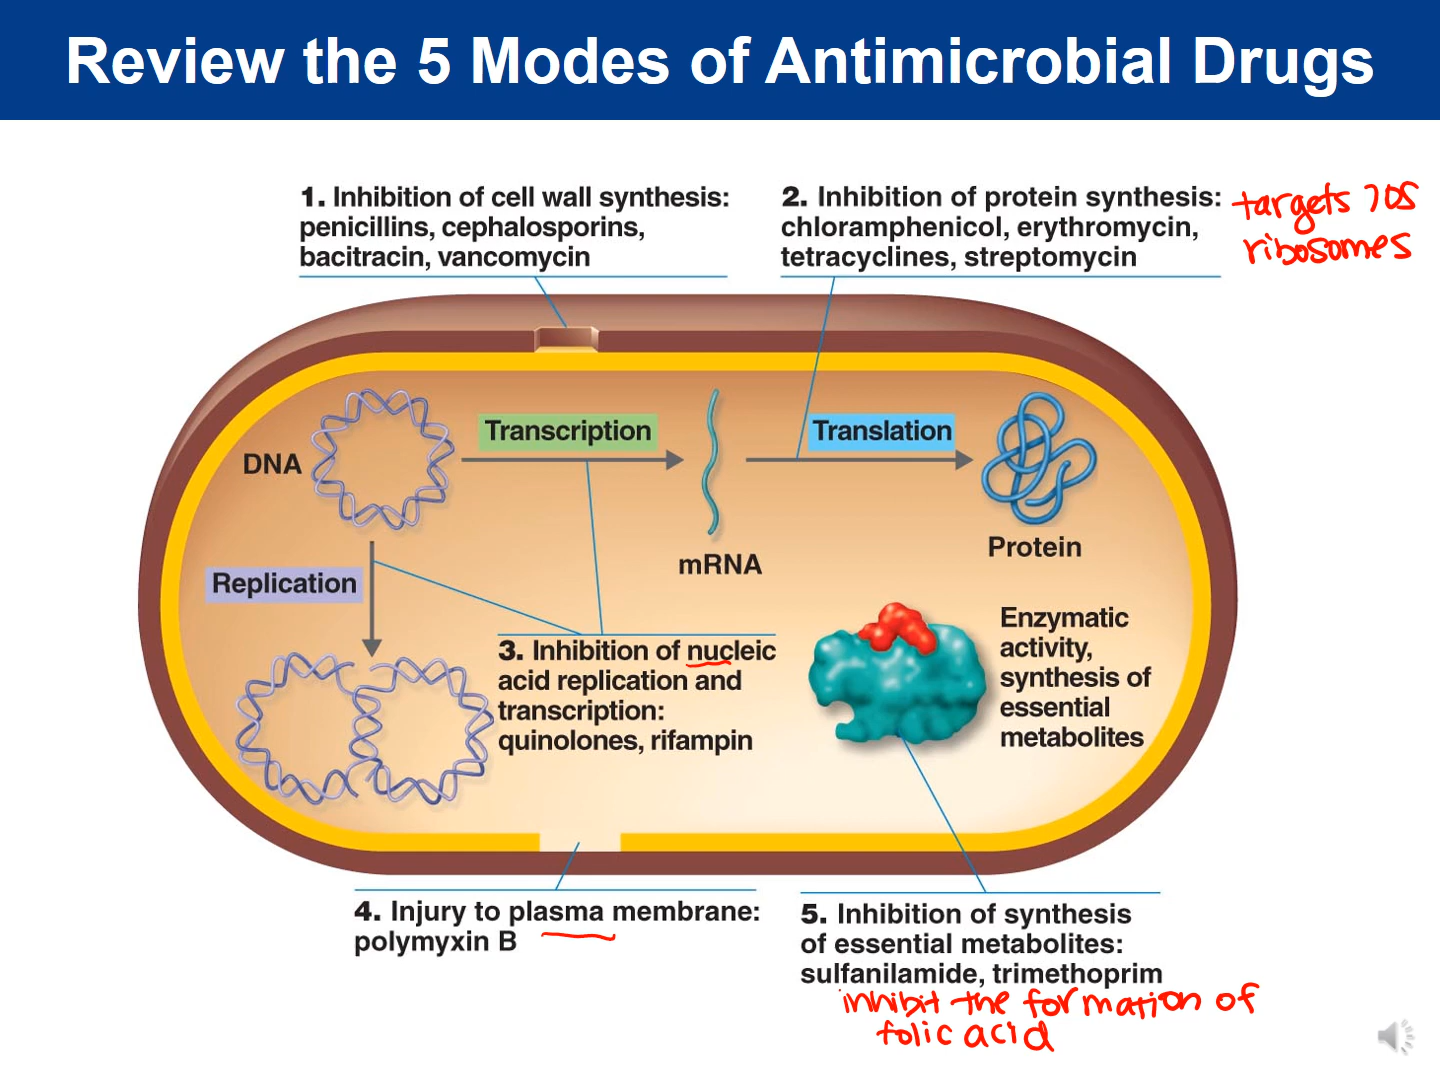 Review the 5 Modes of Antimicrobial Drugs
1. Inhibition of cell wall synthesis:
penicillins, cephalosporins,
bacitracin, vancomycin
2. Inhibition of protein synthesis:
chloramphenicol, erythromycin,
tetracyclines, streptomycin
targets 70S
ribosomes
DNA
Transcription
mRNA
Translation
Protein
Replication
3. Inhibition of nucleic
acid replication and
transcription:
quinolones, rifampin
Enzymatic
activity,
synthesis of
essential
metabolites
4. Injury to plasma membrane:
polymyxin B
5. Inhibition of synthesis
of essential metabolites:
sulfanilamide, trimethoprim
inhibit the formation of
folic acid